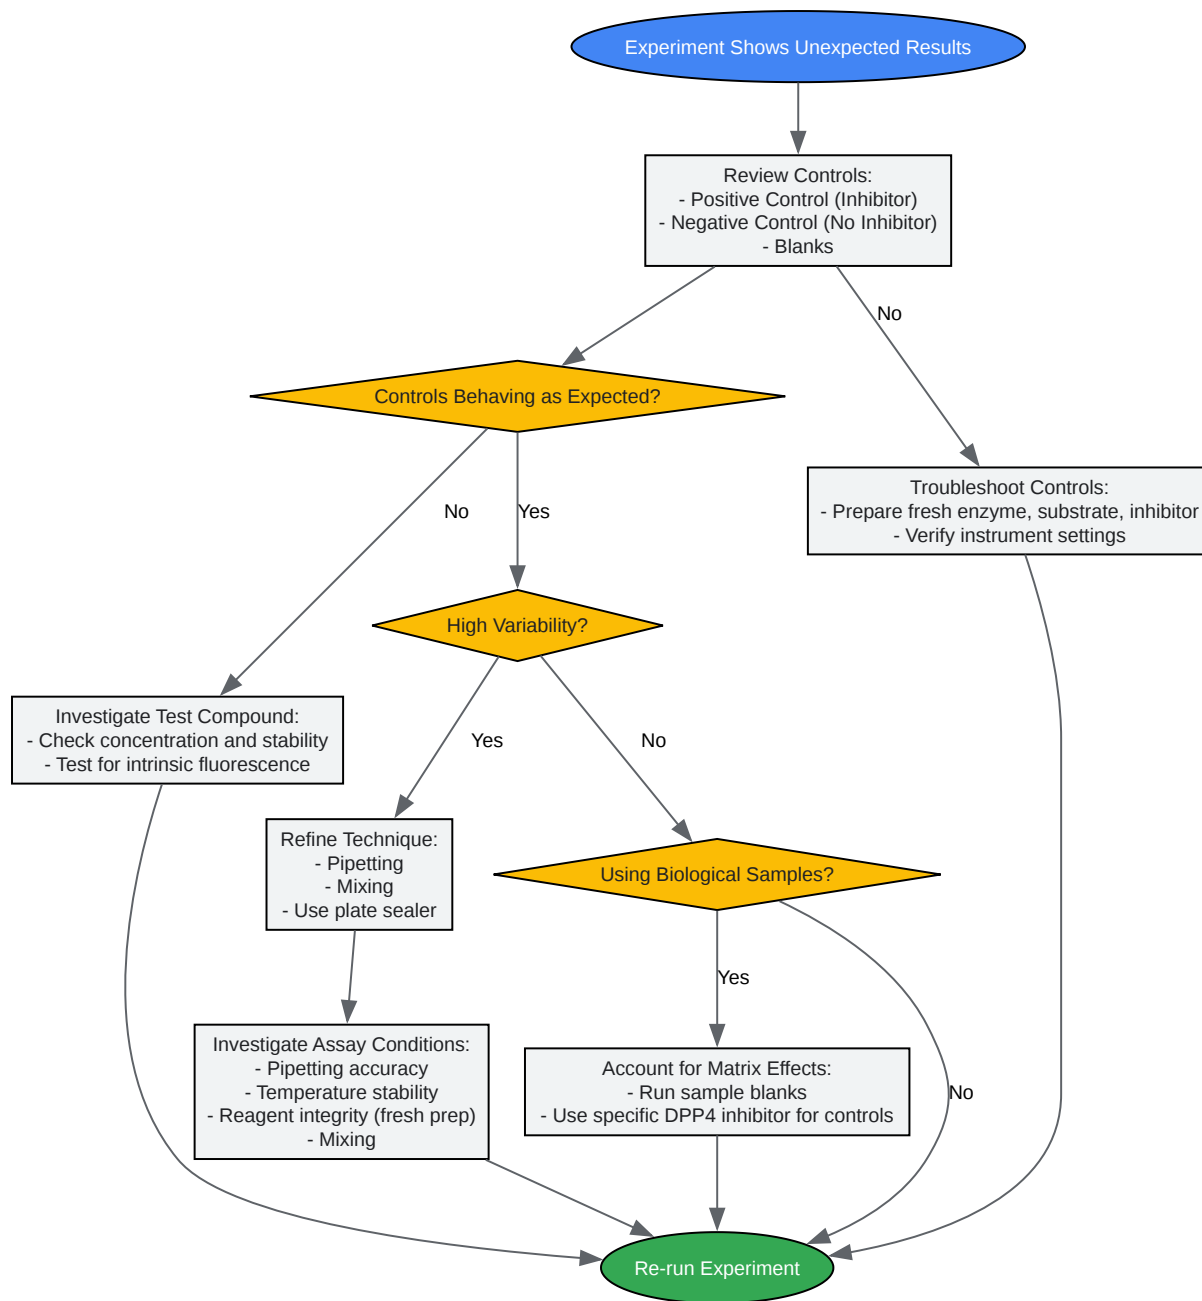 Experiment Shows Unexpected Results
Review Controls:
- Positive Control (Inhibitor)
- Negative Control (No Inhibitor)
- Blanks
No
Controls Behaving as Expected?
Troubleshoot Controls:
- Prepare fresh enzyme, substrate, inhibitor
- Verify instrument settings
No
Yes
High Variability?
Investigate Test Compound:
- Check concentration and stability
- Test for intrinsic fluorescence
Yes
No
Refine Technique:
- Pipetting
- Mixing
- Use plate sealer
Using Biological Samples?
Yes
Investigate Assay Conditions:
- Pipetting accuracy
- Temperature stability
- Reagent integrity (fresh prep)
- Mixing
Account for Matrix Effects:
- Run sample blanks
- Use specific DPP4 inhibitor for controls
No
Re-run Experiment